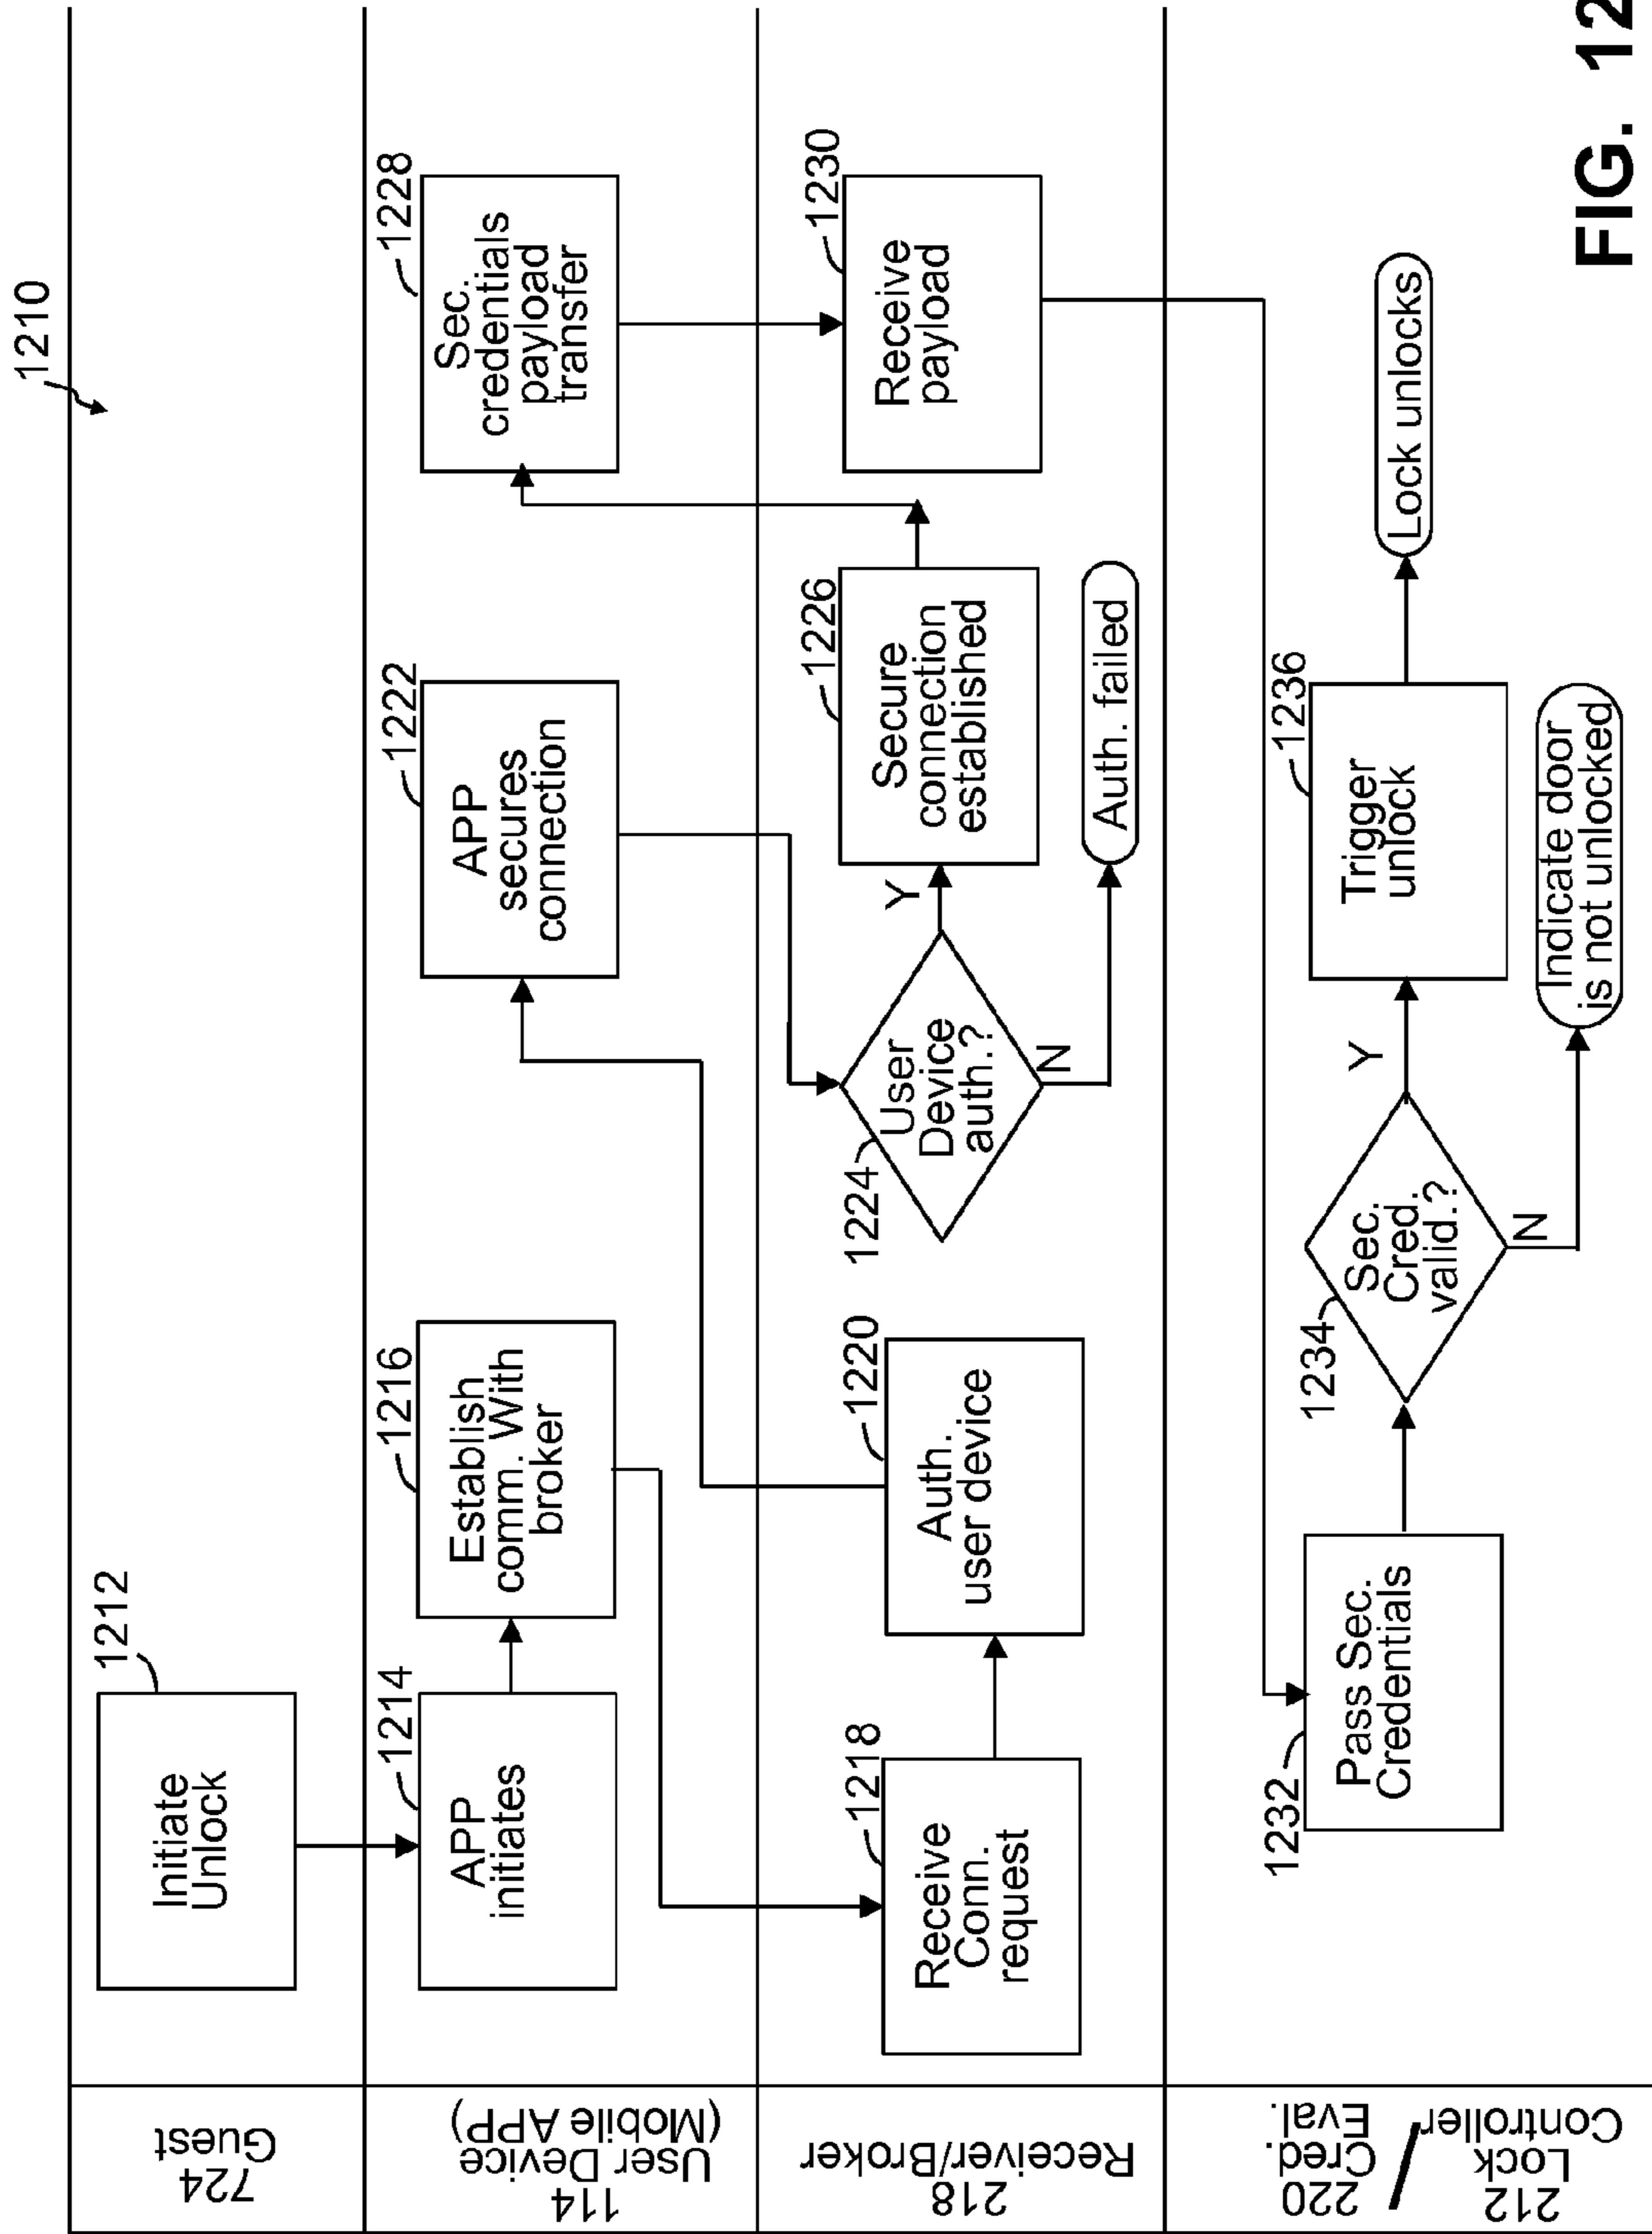 1210
724
Guest
1212
Initiate
Unlock
114
User Device
(Mobile APP)
1214
APP
initiates
1216
Establish
comm. With
broker
1222
APP
secures
connection
1228
Sec.
credentials
payload
transfer
218
Receiver/Broker
1218
Receive
Conn.
request
1220
Auth.
user device
1224
User
Device
auth.?
Y
N
1226
Secure
connection
established
Auth. failed
1230
Receive
payload
220
Cred.
Eval.
/
212
Lock
Controller
1232
Pass Sec.
Credentials
1234
Sec.
Cred.
valid.?
Y
N
1236
Trigger
unlock
Lock unlocks
Indicate door
is not unlocked
FIG. 12